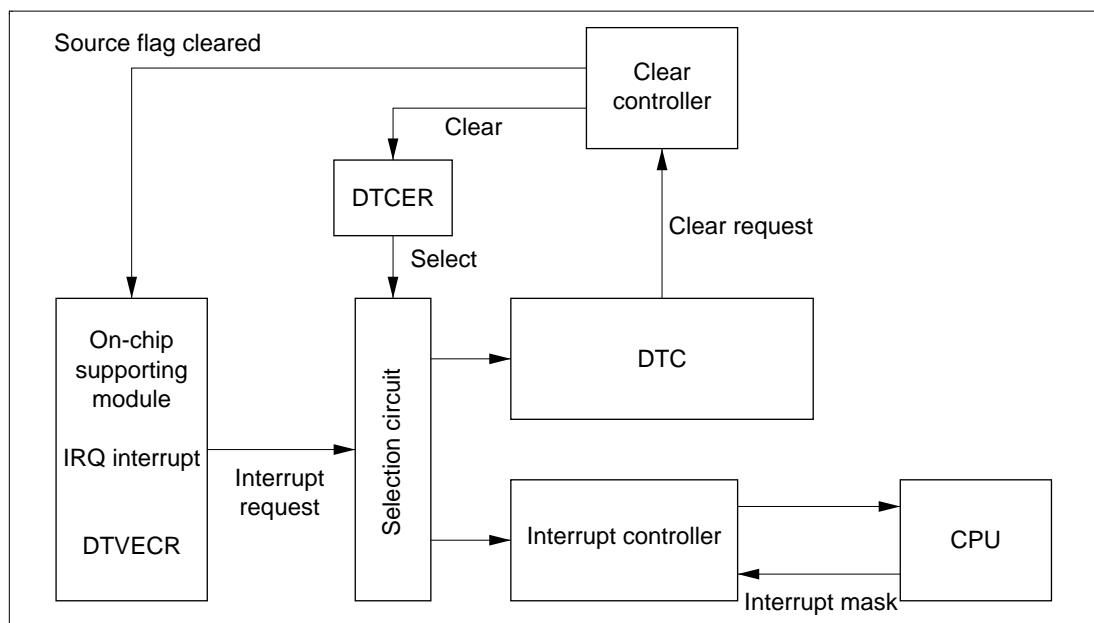 Source flag cleared
Clear
controller
Clear
DTCER
Clear request
Select
On-chip
supporting
module
DTC
Selection circuit
IRQ interrupt
Interrupt
request
DTVECR
Interrupt controller
CPU
Interrupt mask